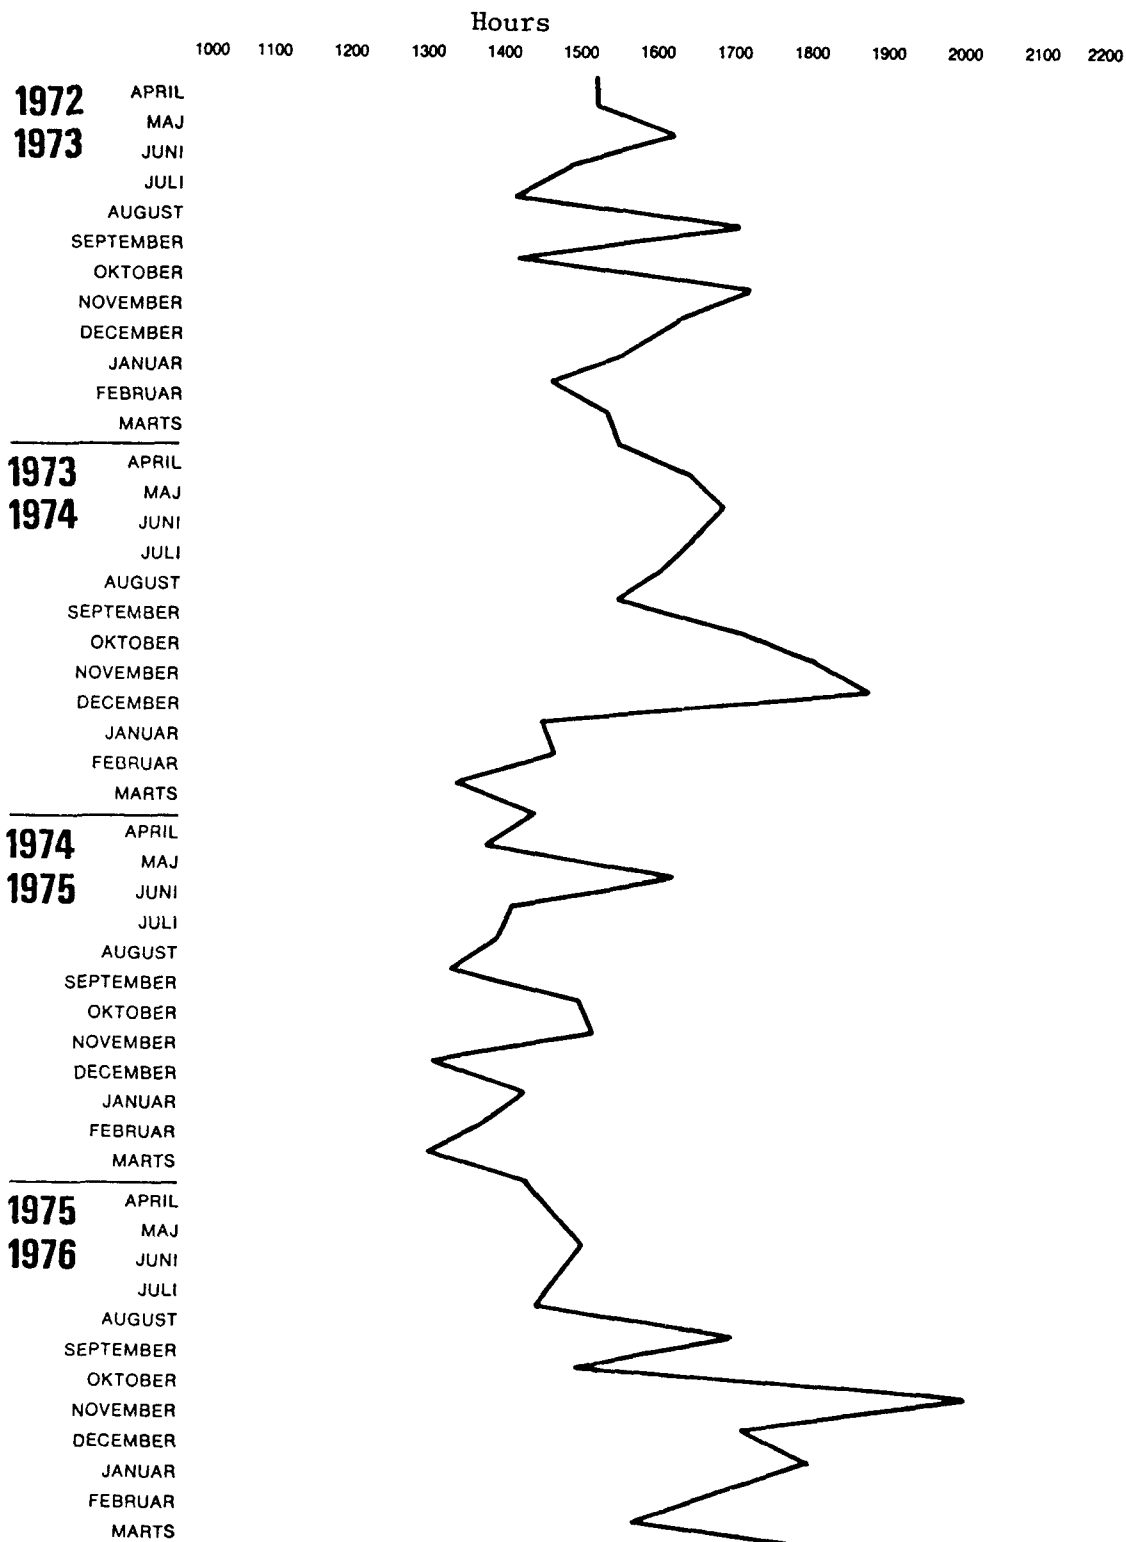 Hours
1000 1100 1200 1300 1400 1500 1600 1700 1800 1900 2000 2100 2200
1972 APRIL
MAJ
1973 JUNI
JULI
AUGUST
SEPTEMBER
OKTOBER
NOVEMBER
DECEMBER
JANUAR
FEBRUAR
MARTS
1973 APRIL
MAJ
1974 JUNI
JULI
AUGUST
SEPTEMBER
OKTOBER
NOVEMBER
DECEMBER
JANUAR
FEBRUAR
MARTS
1974 APRIL
MAJ
1975 JUNI
JULI
AUGUST
SEPTEMBER
OKTOBER
NOVEMBER
DECEMBER
JANUAR
FEBRUAR
MARTS
1975 APRIL
MAJ
1976 JUNI
JULI
AUGUST
SEPTEMBER
OKTOBER
NOVEMBER
DECEMBER
JANUAR
FEBRUAR
MARTS